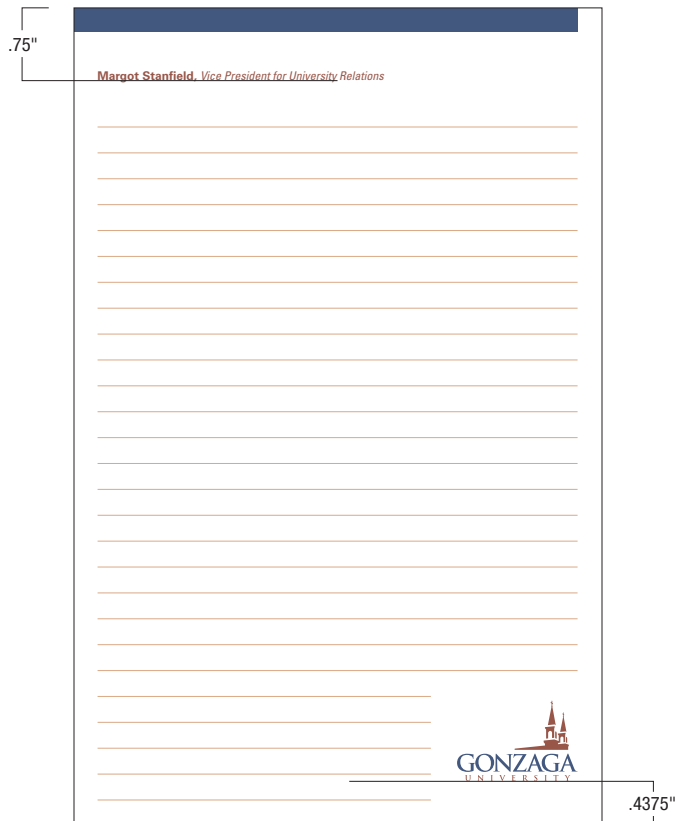 .75"
Margot Stanfield, Vice President for University Relations
GONZAGA
UNIVERSITY
.4375"